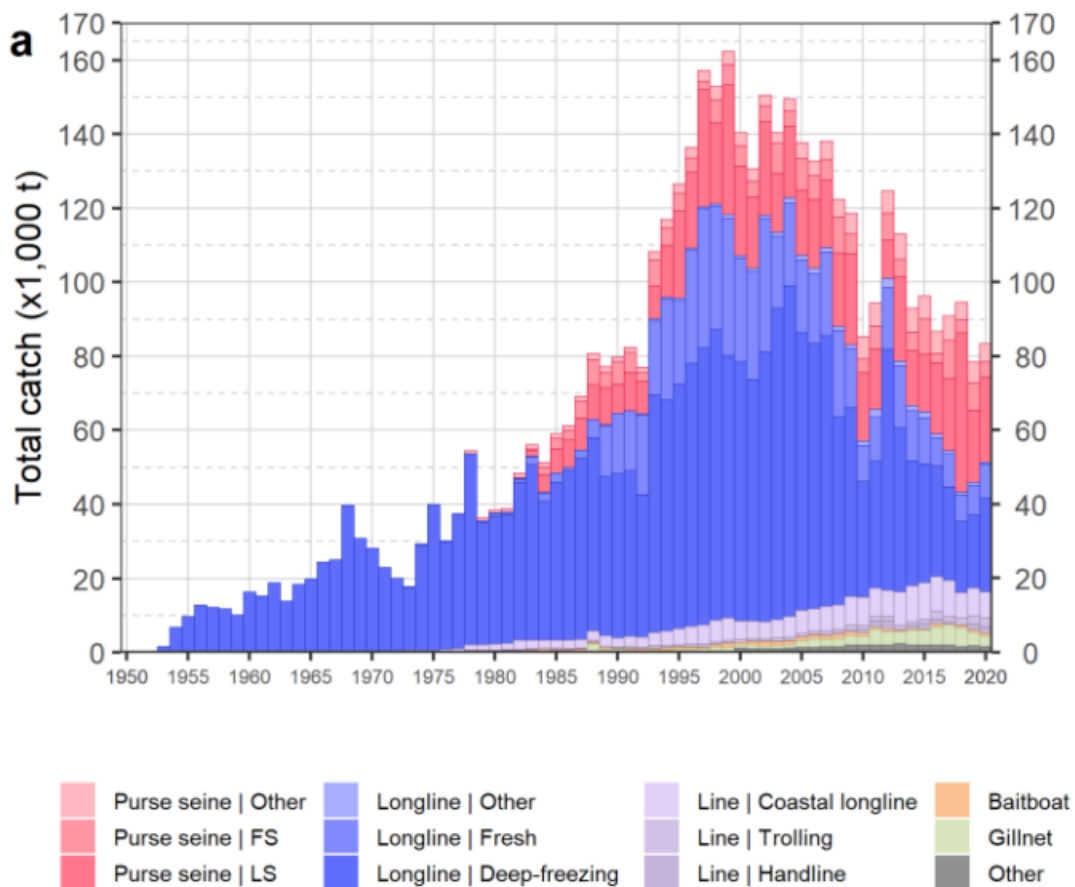 a
Total catch (x1,000 t)
170 170
160 160
140 140
120 120
100 100
80 80
60 60
40 40
20 20
0 0
1950 1955 1960 1965 1970 1975 1980 1985 1990 1995 2000 2005 2010 2015 2020
Purse seine | Other Longline | Other Line | Coastal longline Baitboat
Purse seine | FS Longline | Fresh Line | Trolling Gillnet
Purse seine | LS Longline | Deep-freezing Line | Handline Other